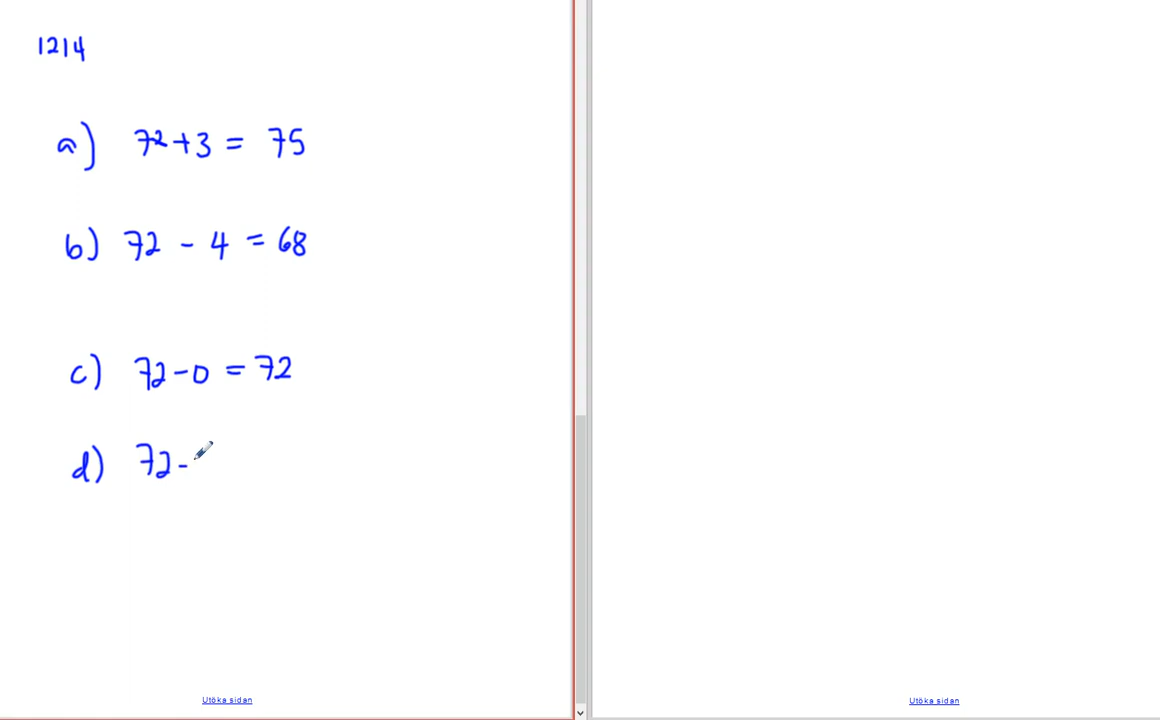 1214
a) 72+3 = 75
b) 72 - 4 = 68
c) 72-0 = 72
d) 72-
Utöka sidan
Utöka sidan